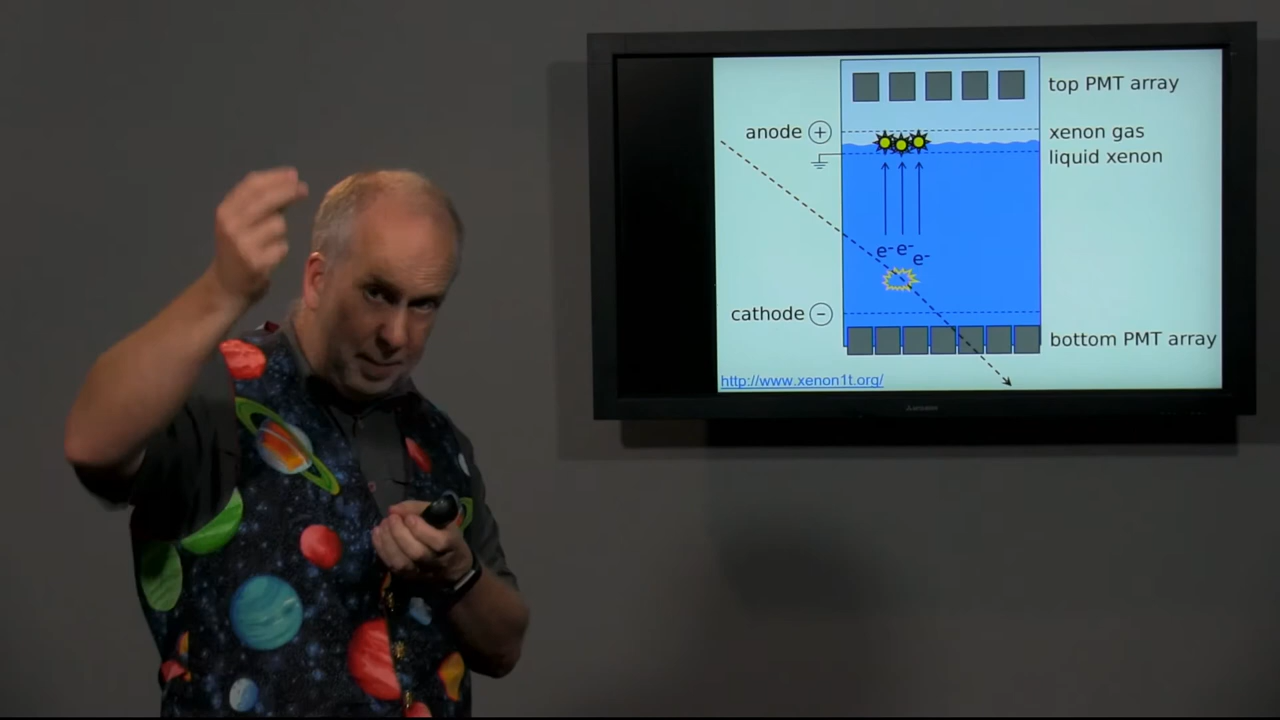 top PMT array
anode +
xenon gas
liquid xenon
e- e- e-
cathode −
bottom PMT array
http://www.xenon1t.org/